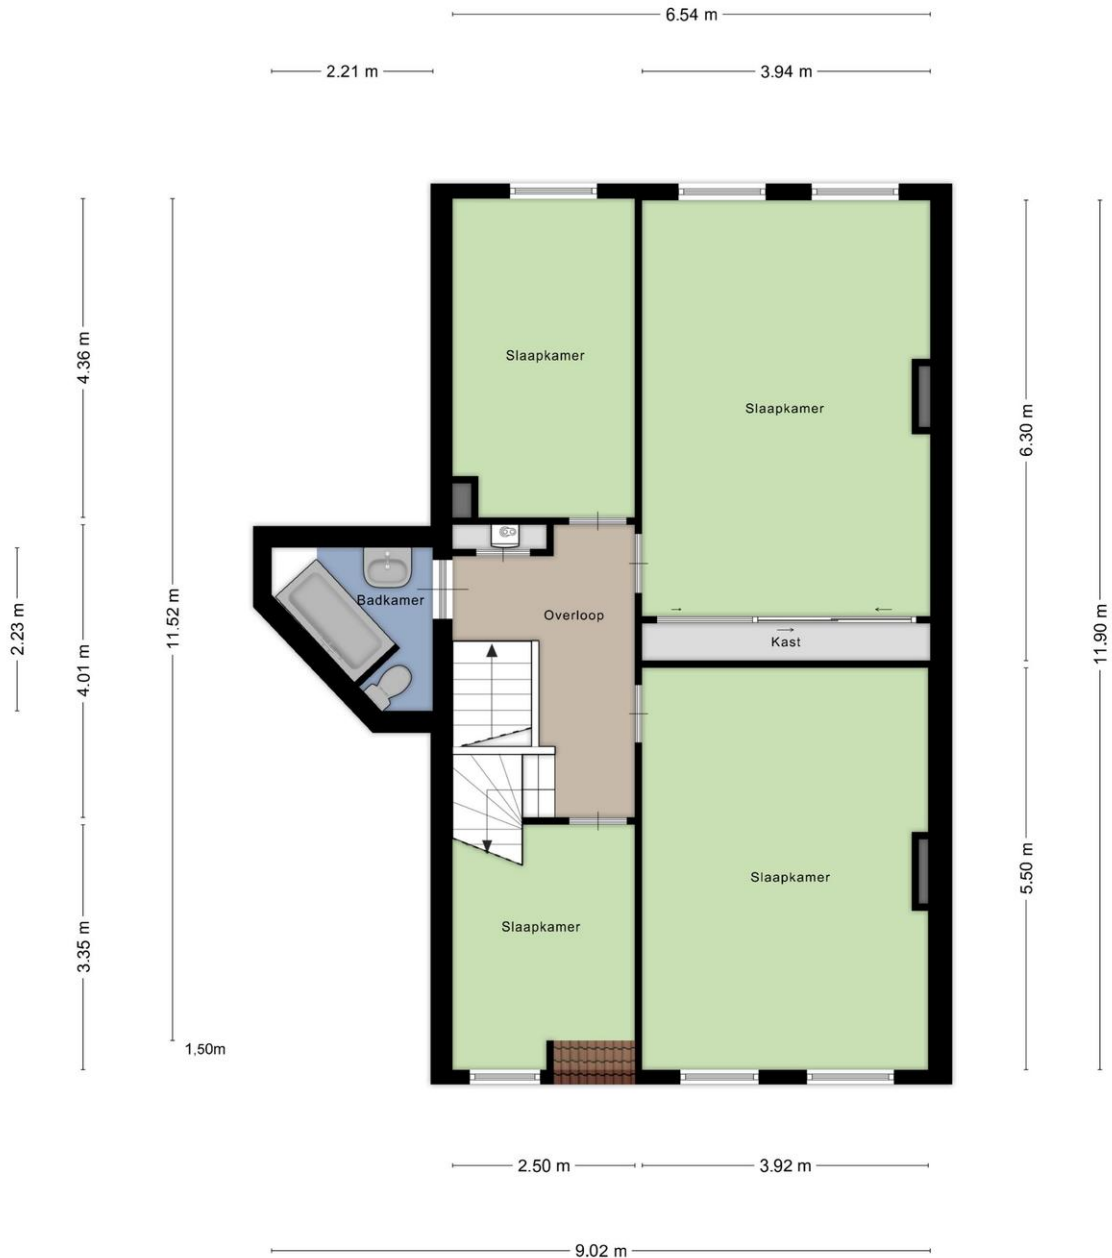 6.54 m
2.21 m
3.94 m
4.36 m
Slaapkamer
Slaapkamer
6.30 m
11.52 m
11.90 m
2.23 m
Badkamer
Overloop
4.01 m
Kast
5.50 m
Slaapkamer
Slaapkamer
3.35 m
1,50m
2.50 m
3.92 m
9.02 m